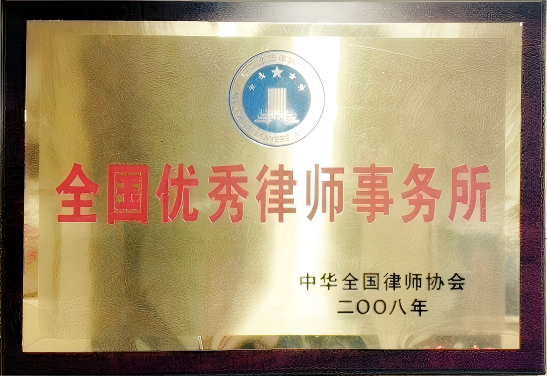 全国优秀律师事务所
中华全国律师协会
二〇〇八年